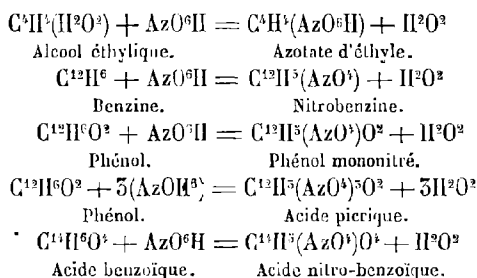 C⁴H⁴(H²O²) + AzO⁶H = C⁴H⁴(AzO⁶H) + H²O²
Alcool éthylique. Azotate d'éthyle.
C¹²H⁶ + AzO⁶H = C¹²H⁵(AzO⁴) + H²O²
Benzine. Nitrobenzine.
C¹²H⁶O² + AzO⁶H = C¹²H⁵(AzO⁴)O² + H²O²
Phénol. Phénol mononitré.
C¹²H⁶O² + 3(AzOH⁶) = C¹²H³(AzO⁴)³O² + 3H²O²
Phénol. Acide picrique.
C¹⁴H⁶O⁴ + AzO⁶H = C¹⁴H⁵(AzO⁴)O⁴ + H²O²
Acide benzoïque. Acide nitro-benzoïque.